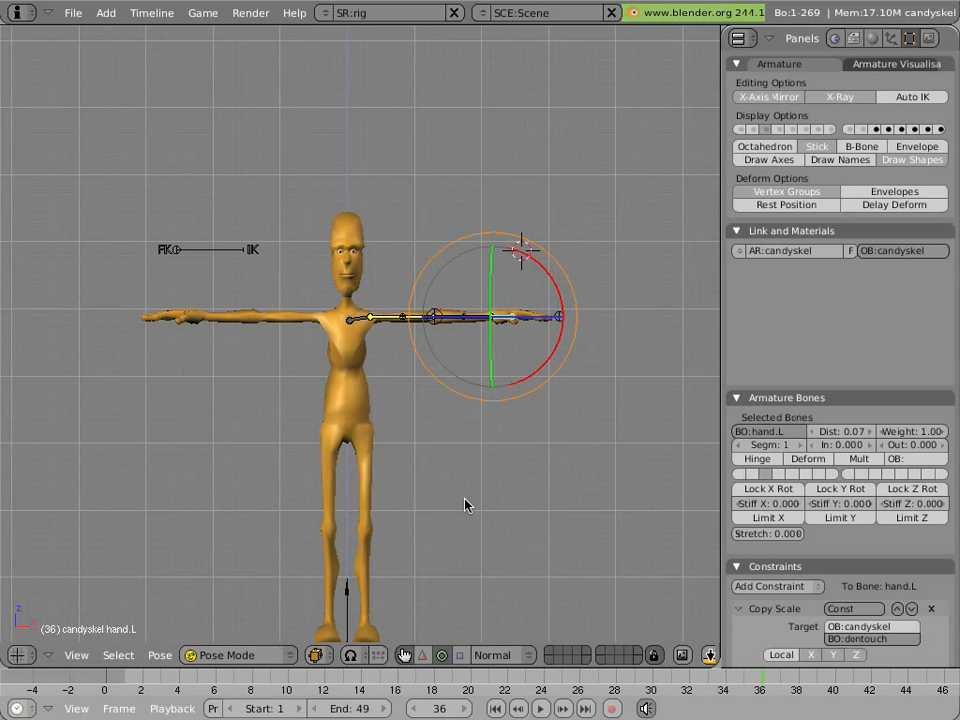 File Add Timeline Game Render Help SR:rig SCE:Scene www.blender.org 244.1 Bo:1-269 | Mem:17.10M candyskel
Panels
Armature Armature Visualisa
Editing Options
X-Axis Mirror X-Ray Auto IK
Display Options
Octahedron Stick B-Bone Envelope
Draw Axes Draw Names Draw Shapes
Deform Options
Vertex Groups Envelopes
Rest Position Delay Deform
Link and Materials
AR:candyskel F OB:candyskel
FK IK
Armature Bones
Selected Bones
BO:hand.L Dist: 0.07 Weight: 1.00
Segm: 1 In: 0.000 Out: 0.000
Hinge Deform Mult OB:
Lock X Rot Lock Y Rot Lock Z Rot
Stiff X: 0.000 Stiff Y: 0.000 Stiff Z: 0.000
Limit X Limit Y Limit Z
Stretch: 0.000
Constraints
Add Constraint To Bone: hand.L
Copy Scale Const
Target OB:candyskel
BO:dontouch
Local X Y Z
z
x
(36) candyskel hand.L
View Select Pose Pose Mode Normal
-4 -2 0 2 4 6 8 10 12 14 16 18 20 22 24 26 28 30 32 34 36 38 40 42 44 46
View Frame Playback Pr Start: 1 End: 49 36